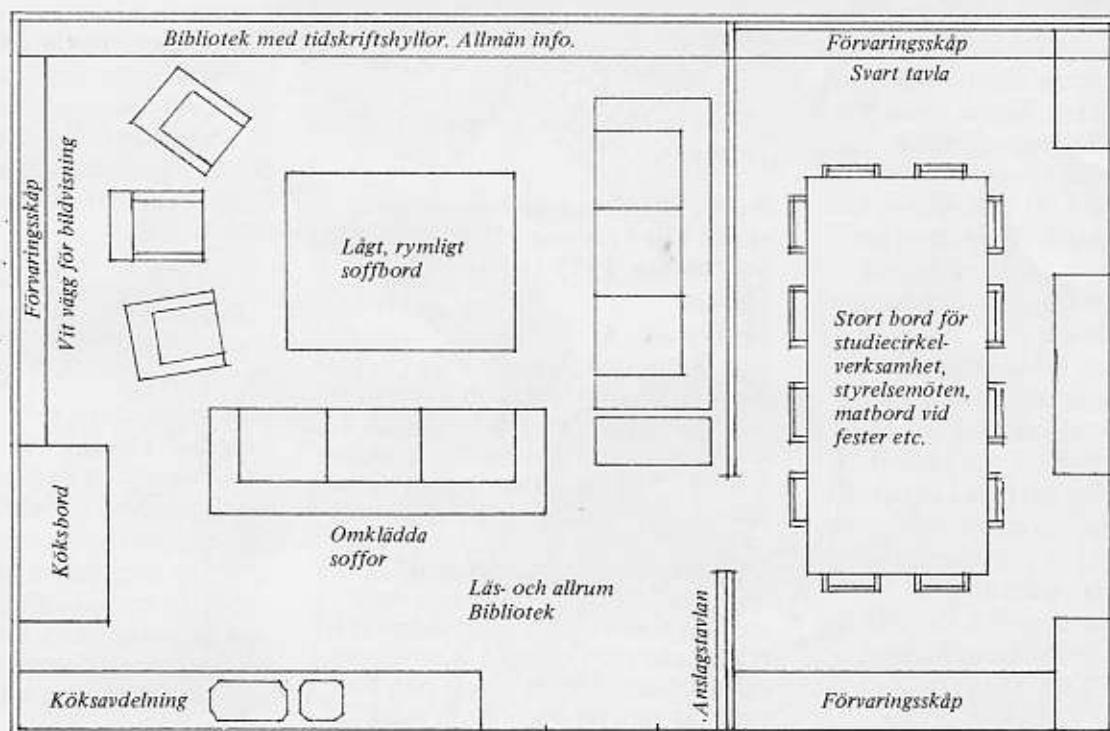 Bibliotek med tidskriftshyllor. Allmän info.
Förvaringsskåp
Svart tavla
Förvaringsskåp
Vit vägg för bildvisning
Lågt, rymligt
soffbord
Stort bord för
studiecirkel-
verksamhet,
styrelsemöten,
matbord vid
fester etc.
Köksbord
Omklädda
soffor
Läs- och allrum
Bibliotek
Anslagstavlan
Köksavdelning
Förvaringsskåp